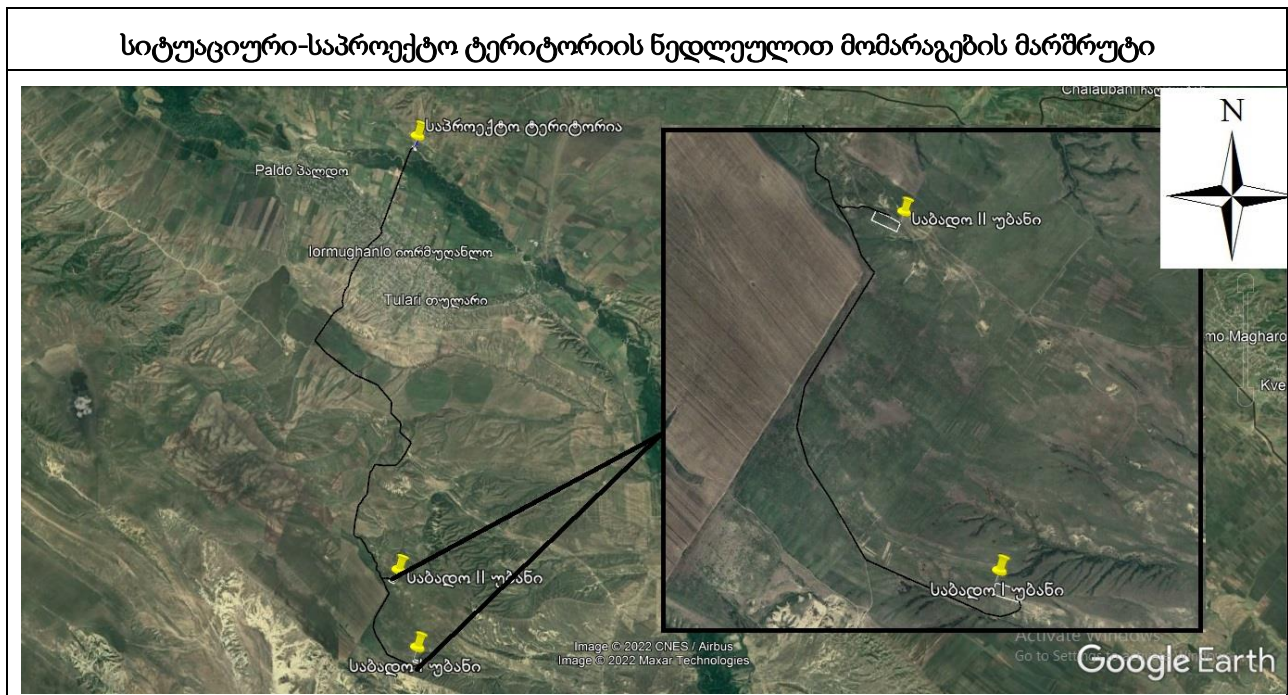 სიტუაციური-საპროექტო ტერიტორიის ნედლეულით მომარაგების მარშრუტი
Chalaubani
N
საპროექტო ტერიტორია
Paldo პალდო
საბადო II უბანი
Iormughanlo იორმუღანლო
Tulari თულარი
mo Magharo
Kve
საბადო II უბანი
საბადო I უბანი
საბადო I უბანი
Image © 2022 CNES / Airbus
Image © 2022 Maxar Technologies
Activate Windows
Go to Settings
Google Earth